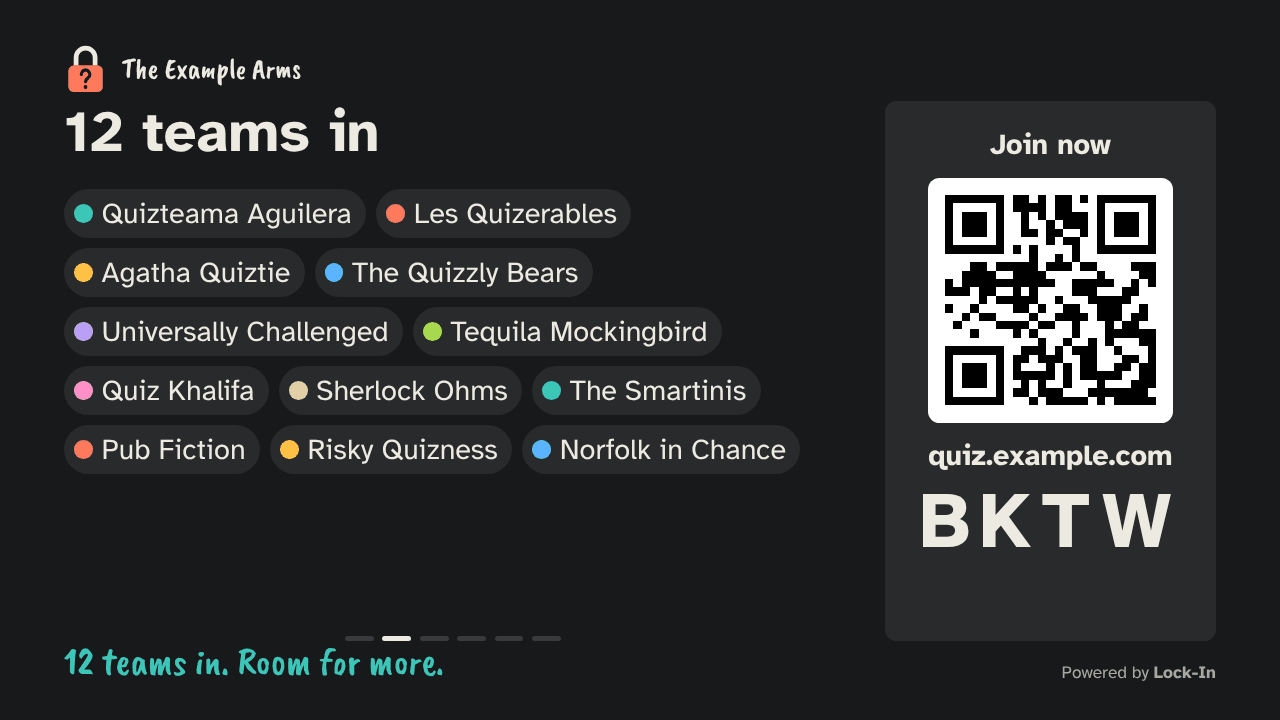 The Example Arms
12 teams in
Quizteama Aguilera
Les Quizerables
Agatha Quiztie
The Quizzly Bears
Universally Challenged
Tequila Mockingbird
Quiz Khalifa
Sherlock Ohms
The Smartinis
Pub Fiction
Risky Quizness
Norfolk in Chance
12 teams in. Room for more.
Join now
quiz.example.com
BKTW
Powered by Lock-In